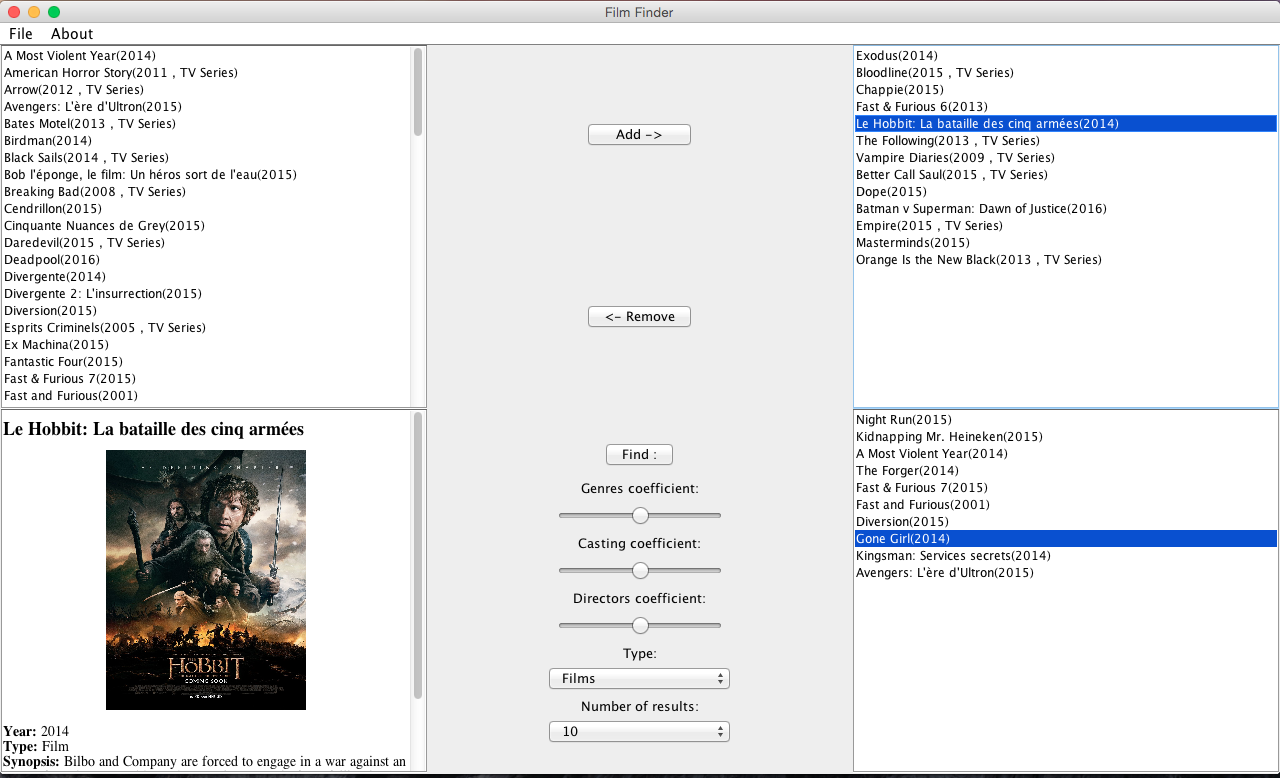 Film Finder
File About
A Most Violent Year(2014)
American Horror Story(2011 , TV Series)
Arrow(2012 , TV Series)
Avengers: L'ère d'Ultron(2015)
Bates Motel(2013 , TV Series)
Birdman(2014)
Black Sails(2014 , TV Series)
Bob l'éponge, le film: Un héros sort de l'eau(2015)
Breaking Bad(2008 , TV Series)
Cendrillon(2015)
Cinquante Nuances de Grey(2015)
Daredevil(2015 , TV Series)
Deadpool(2016)
Divergente(2014)
Divergente 2: L'insurrection(2015)
Diversion(2015)
Esprits Criminels(2005 , TV Series)
Ex Machina(2015)
Fantastic Four(2015)
Fast & Furious 7(2015)
Fast and Furious(2001)
Add ->
<- Remove
Exodus(2014)
Bloodline(2015 , TV Series)
Chappie(2015)
Fast & Furious 6(2013)
Le Hobbit: La bataille des cinq armées(2014)
The Following(2013 , TV Series)
Vampire Diaries(2009 , TV Series)
Better Call Saul(2015 , TV Series)
Dope(2015)
Batman v Superman: Dawn of Justice(2016)
Empire(2015 , TV Series)
Masterminds(2015)
Orange Is the New Black(2013 , TV Series)
Le Hobbit: La bataille des cinq armées
THE
HOBBIT
COMING SOON
Year: 2014
Type: Film
Synopsis: Bilbo and Company are forced to engage in a war against an
Find :
Genres coefficient:
Casting coefficient:
Directors coefficient:
Type:
Films
Number of results:
10
Night Run(2015)
Kidnapping Mr. Heineken(2015)
A Most Violent Year(2014)
The Forger(2014)
Fast & Furious 7(2015)
Fast and Furious(2001)
Diversion(2015)
Gone Girl(2014)
Kingsman: Services secrets(2014)
Avengers: L'ère d'Ultron(2015)